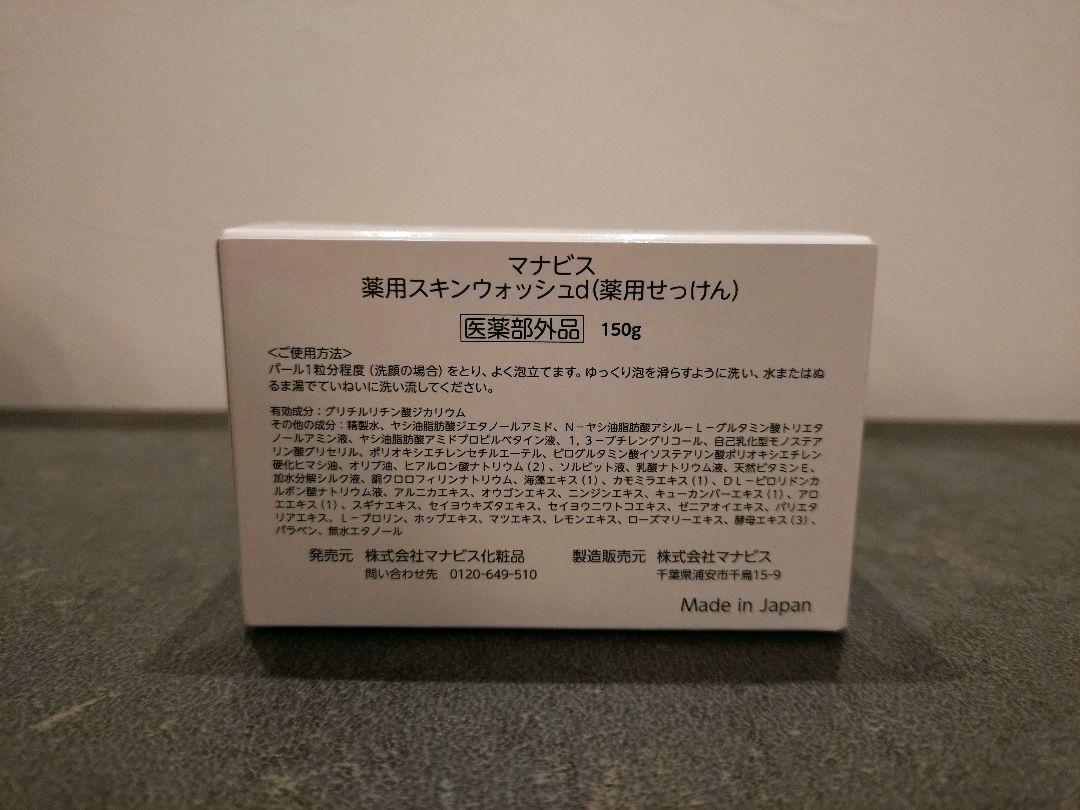 マナビス
薬用スキンウォッシュd(薬用せっけん)
医薬部外品 150g
<ご使用方法>
パール1粒分程度(洗顔の場合)をとり、よく泡立てます。ゆっくり泡を滑らすように洗い、水またはぬ
るま湯でていねいに洗い流してください。
有効成分：グリチルリチン酸ジカリウム
その他の成分：精製水、ヤシ油脂肪酸ジエタノールアミド、N－ヤシ油脂肪酸アシル－L－グルタミン酸トリエタ
ノールアミン液、ヤシ油脂肪酸アミドプロピルベタイン液、1，3－ブチレングリコール、自己乳化型モノステア
リン酸グリセリル、ポリオキシエチレンセチルエーテル、ピログルタミン酸イソステアリン酸ポリオキシエチレン
硬化ヒマシ油、オリブ油、ヒアルロン酸ナトリウム(2)、ソルビット液、乳酸ナトリウム液、天然ビタミンE、
加水分解シルク液、銅クロロフィリンナトリウム、海藻エキス(1)、カモミラエキス(1)、DL－ピロリドンカ
ルボン酸ナトリウム液、アルニカエキス、オウゴンエキス、ニンジンエキス、キューカンバーエキス(1)、アロ
エエキス(1)、スギナエキス、セイヨウキズタエキス、セイヨウニワトコエキス、ゼニアオイエキス、パリエタ
リアエキス、L－プロリン、ホップエキス、マツエキス、レモンエキス、ローズマリーエキス、酵母エキス(3)、
パラベン、無水エタノール
発売元 株式会社マナビス化粧品 製造販売元 株式会社マナビス
問い合わせ先 0120-649-510 千葉県浦安市千鳥15-9
Made in Japan